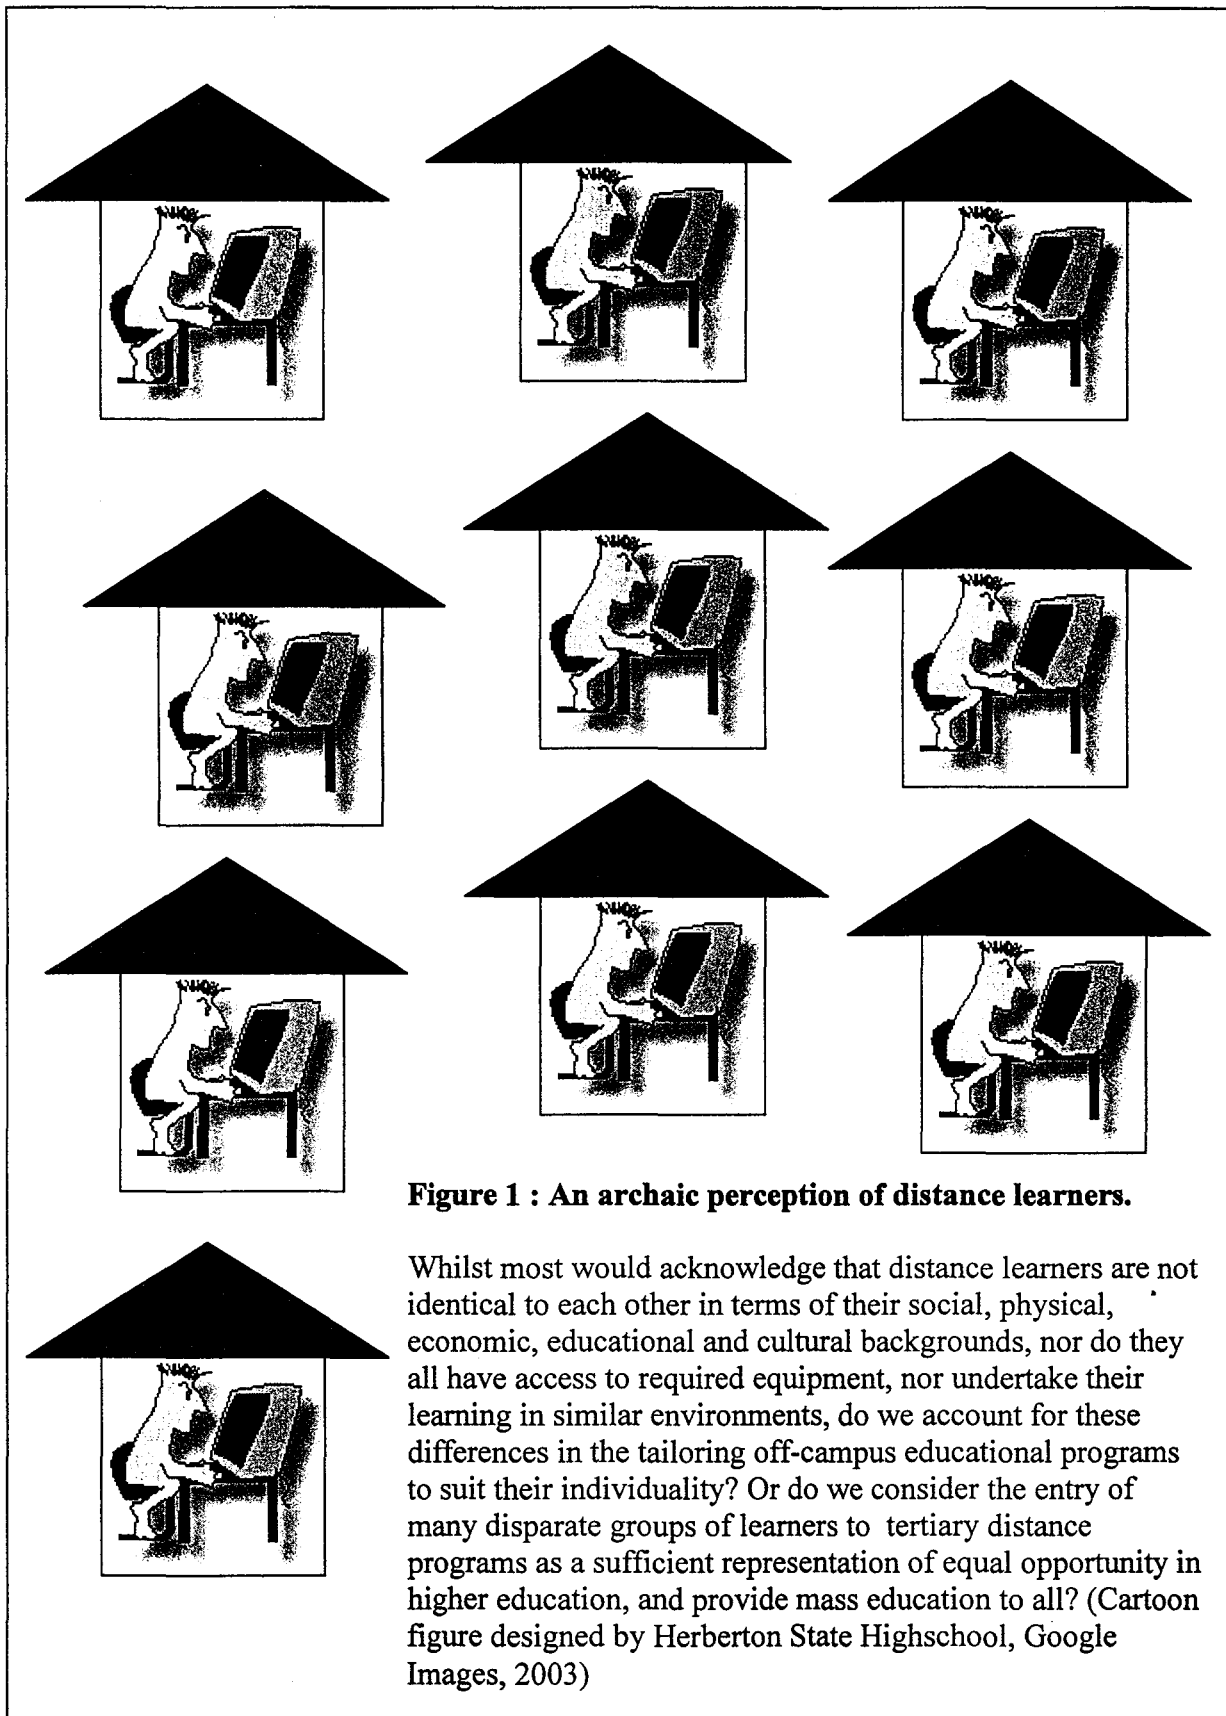 Figure 1 : An archaic perception of distance learners.
Whilst most would acknowledge that distance learners are not
identical to each other in terms of their social, physical,
economic, educational and cultural backgrounds, nor do they
all have access to required equipment, nor undertake their
learning in similar environments, do we account for these
differences in the tailoring off-campus educational programs
to suit their individuality? Or do we consider the entry of
many disparate groups of learners to tertiary distance
programs as a sufficient representation of equal opportunity in
higher education, and provide mass education to all? (Cartoon
figure designed by Herberton State Highschool, Google
Images, 2003)